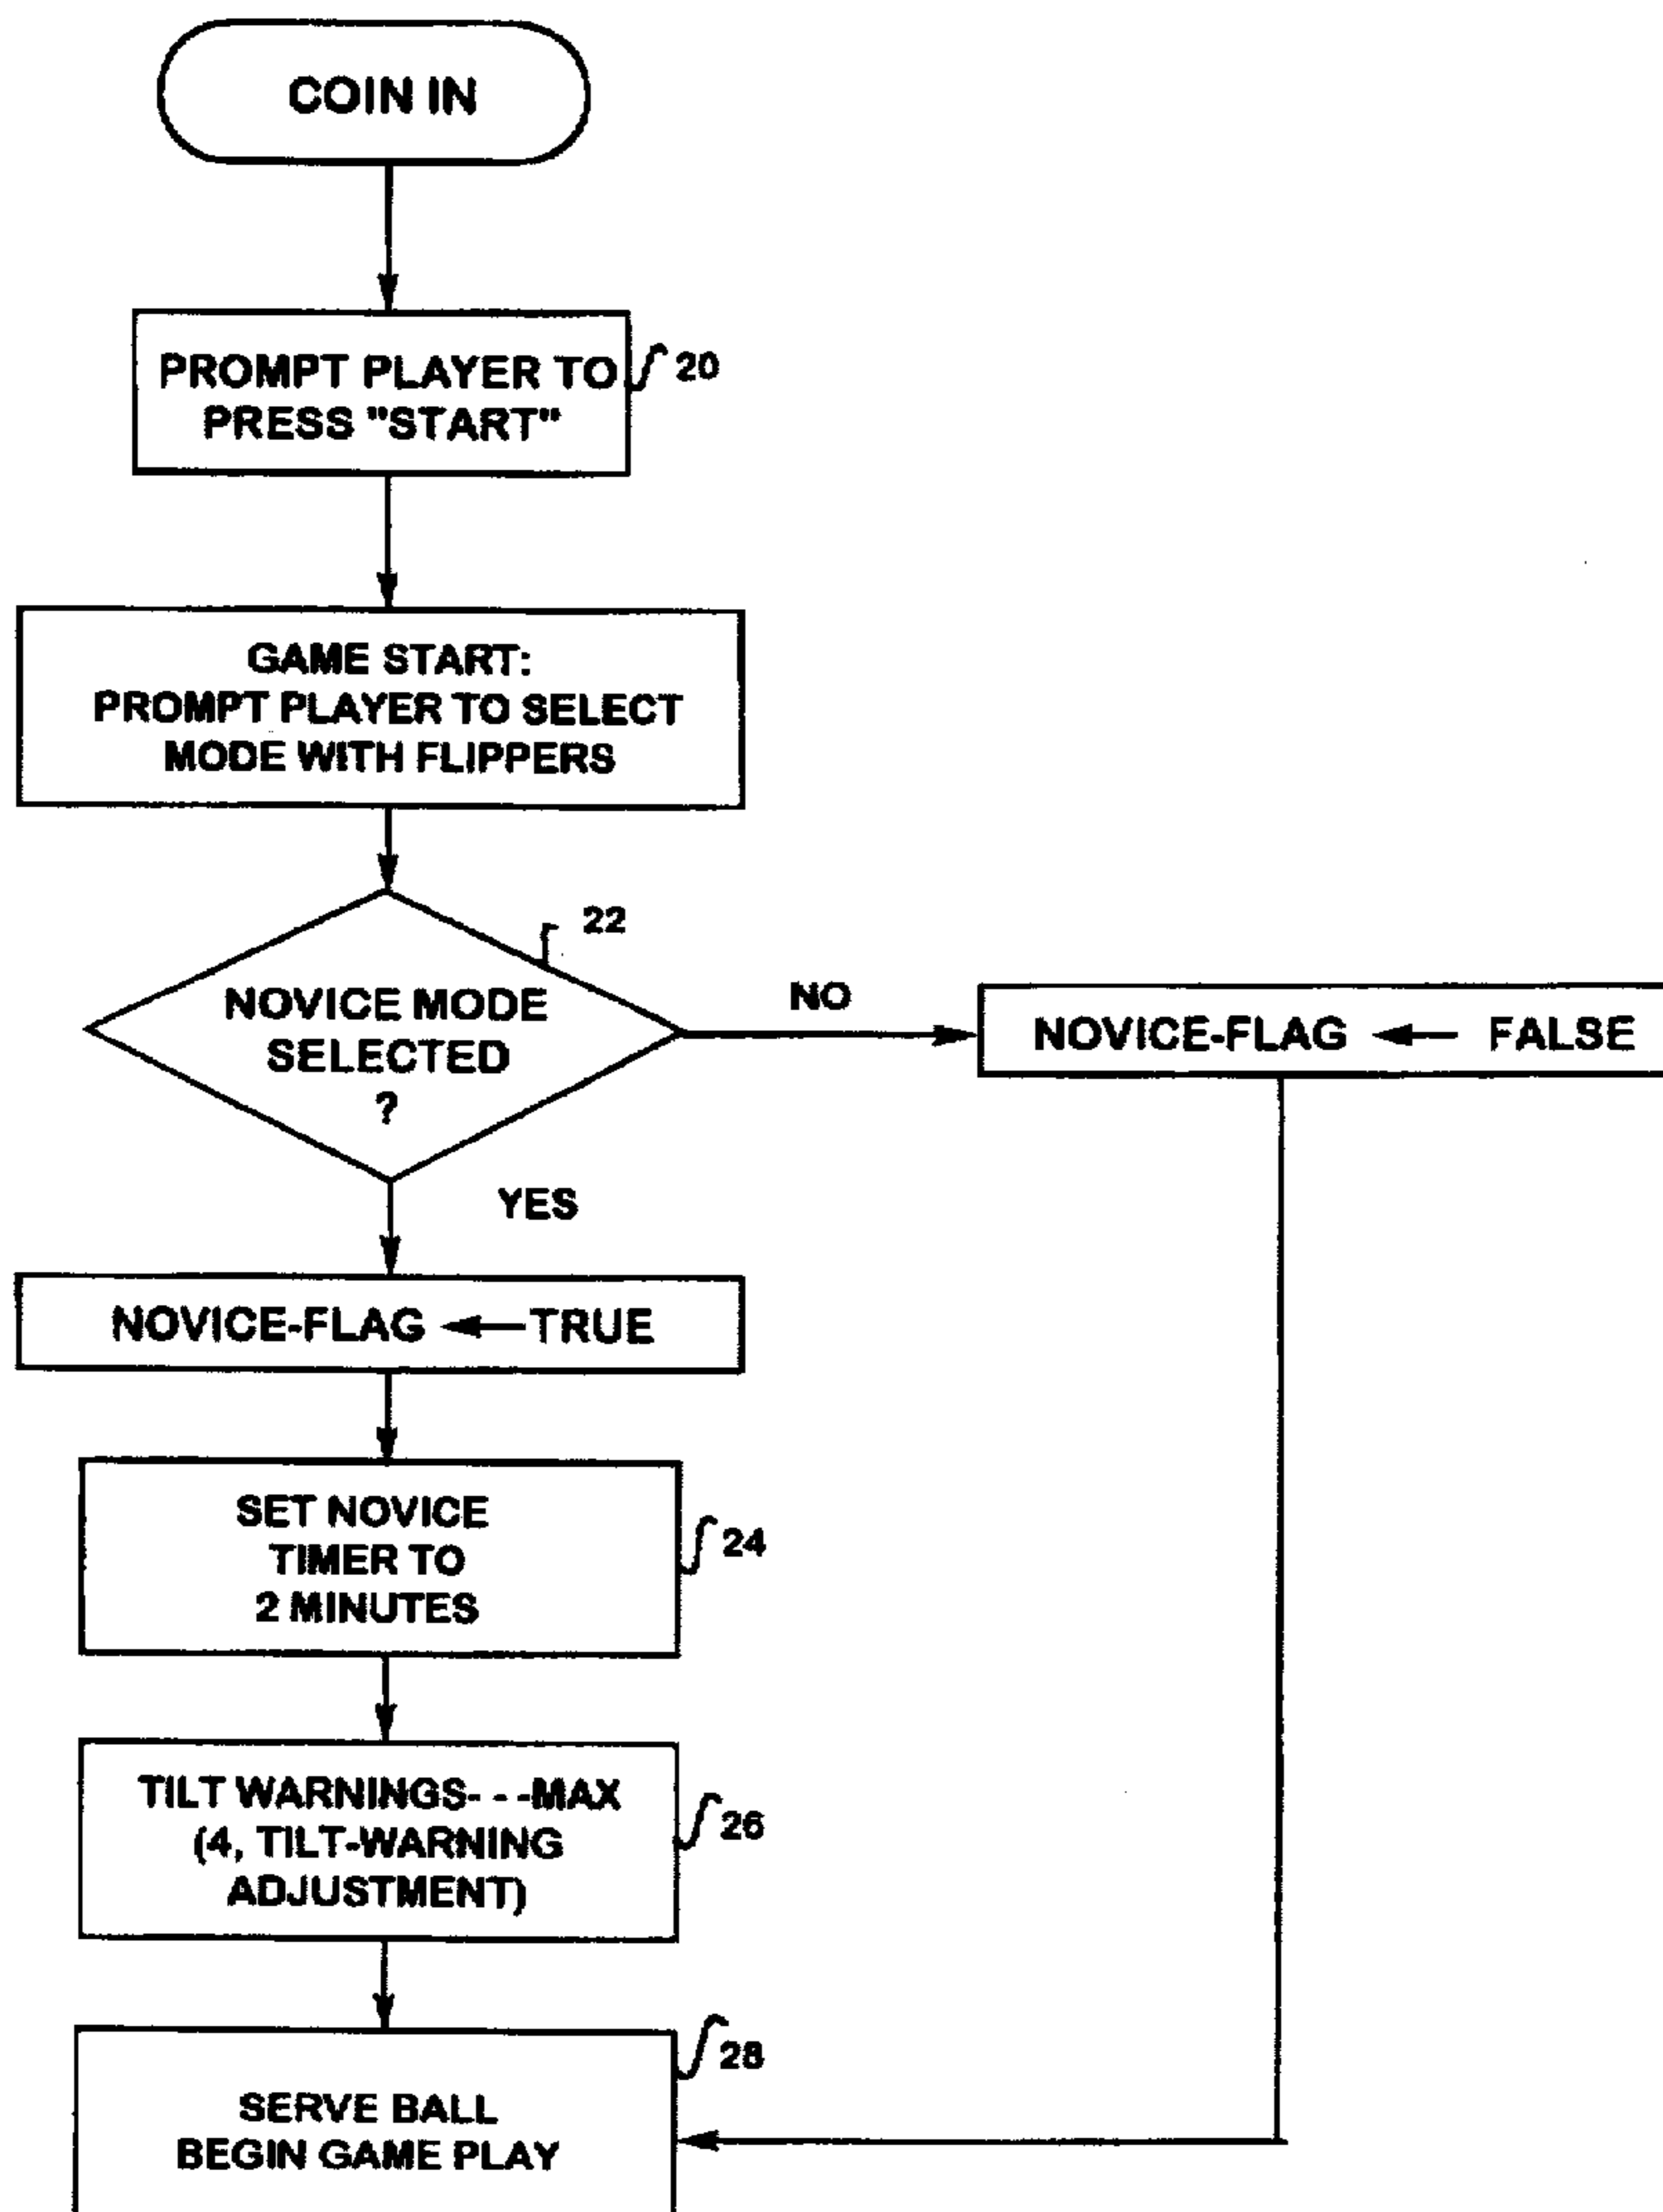 COIN IN
PROMPT PLAYER TO
PRESS "START"
20
GAME START:
PROMPT PLAYER TO SELECT
MODE WITH FLIPPERS
22
NOVICE MODE
SELECTED
?
NO
NOVICE-FLAG ← FALSE
YES
NOVICE-FLAG ← TRUE
SET NOVICE
TIMER TO
2 MINUTES
24
TILT WARNINGS- - -MAX
(4, TILT-WARNING
ADJUSTMENT)
26
28
SERVE BALL
BEGIN GAME PLAY